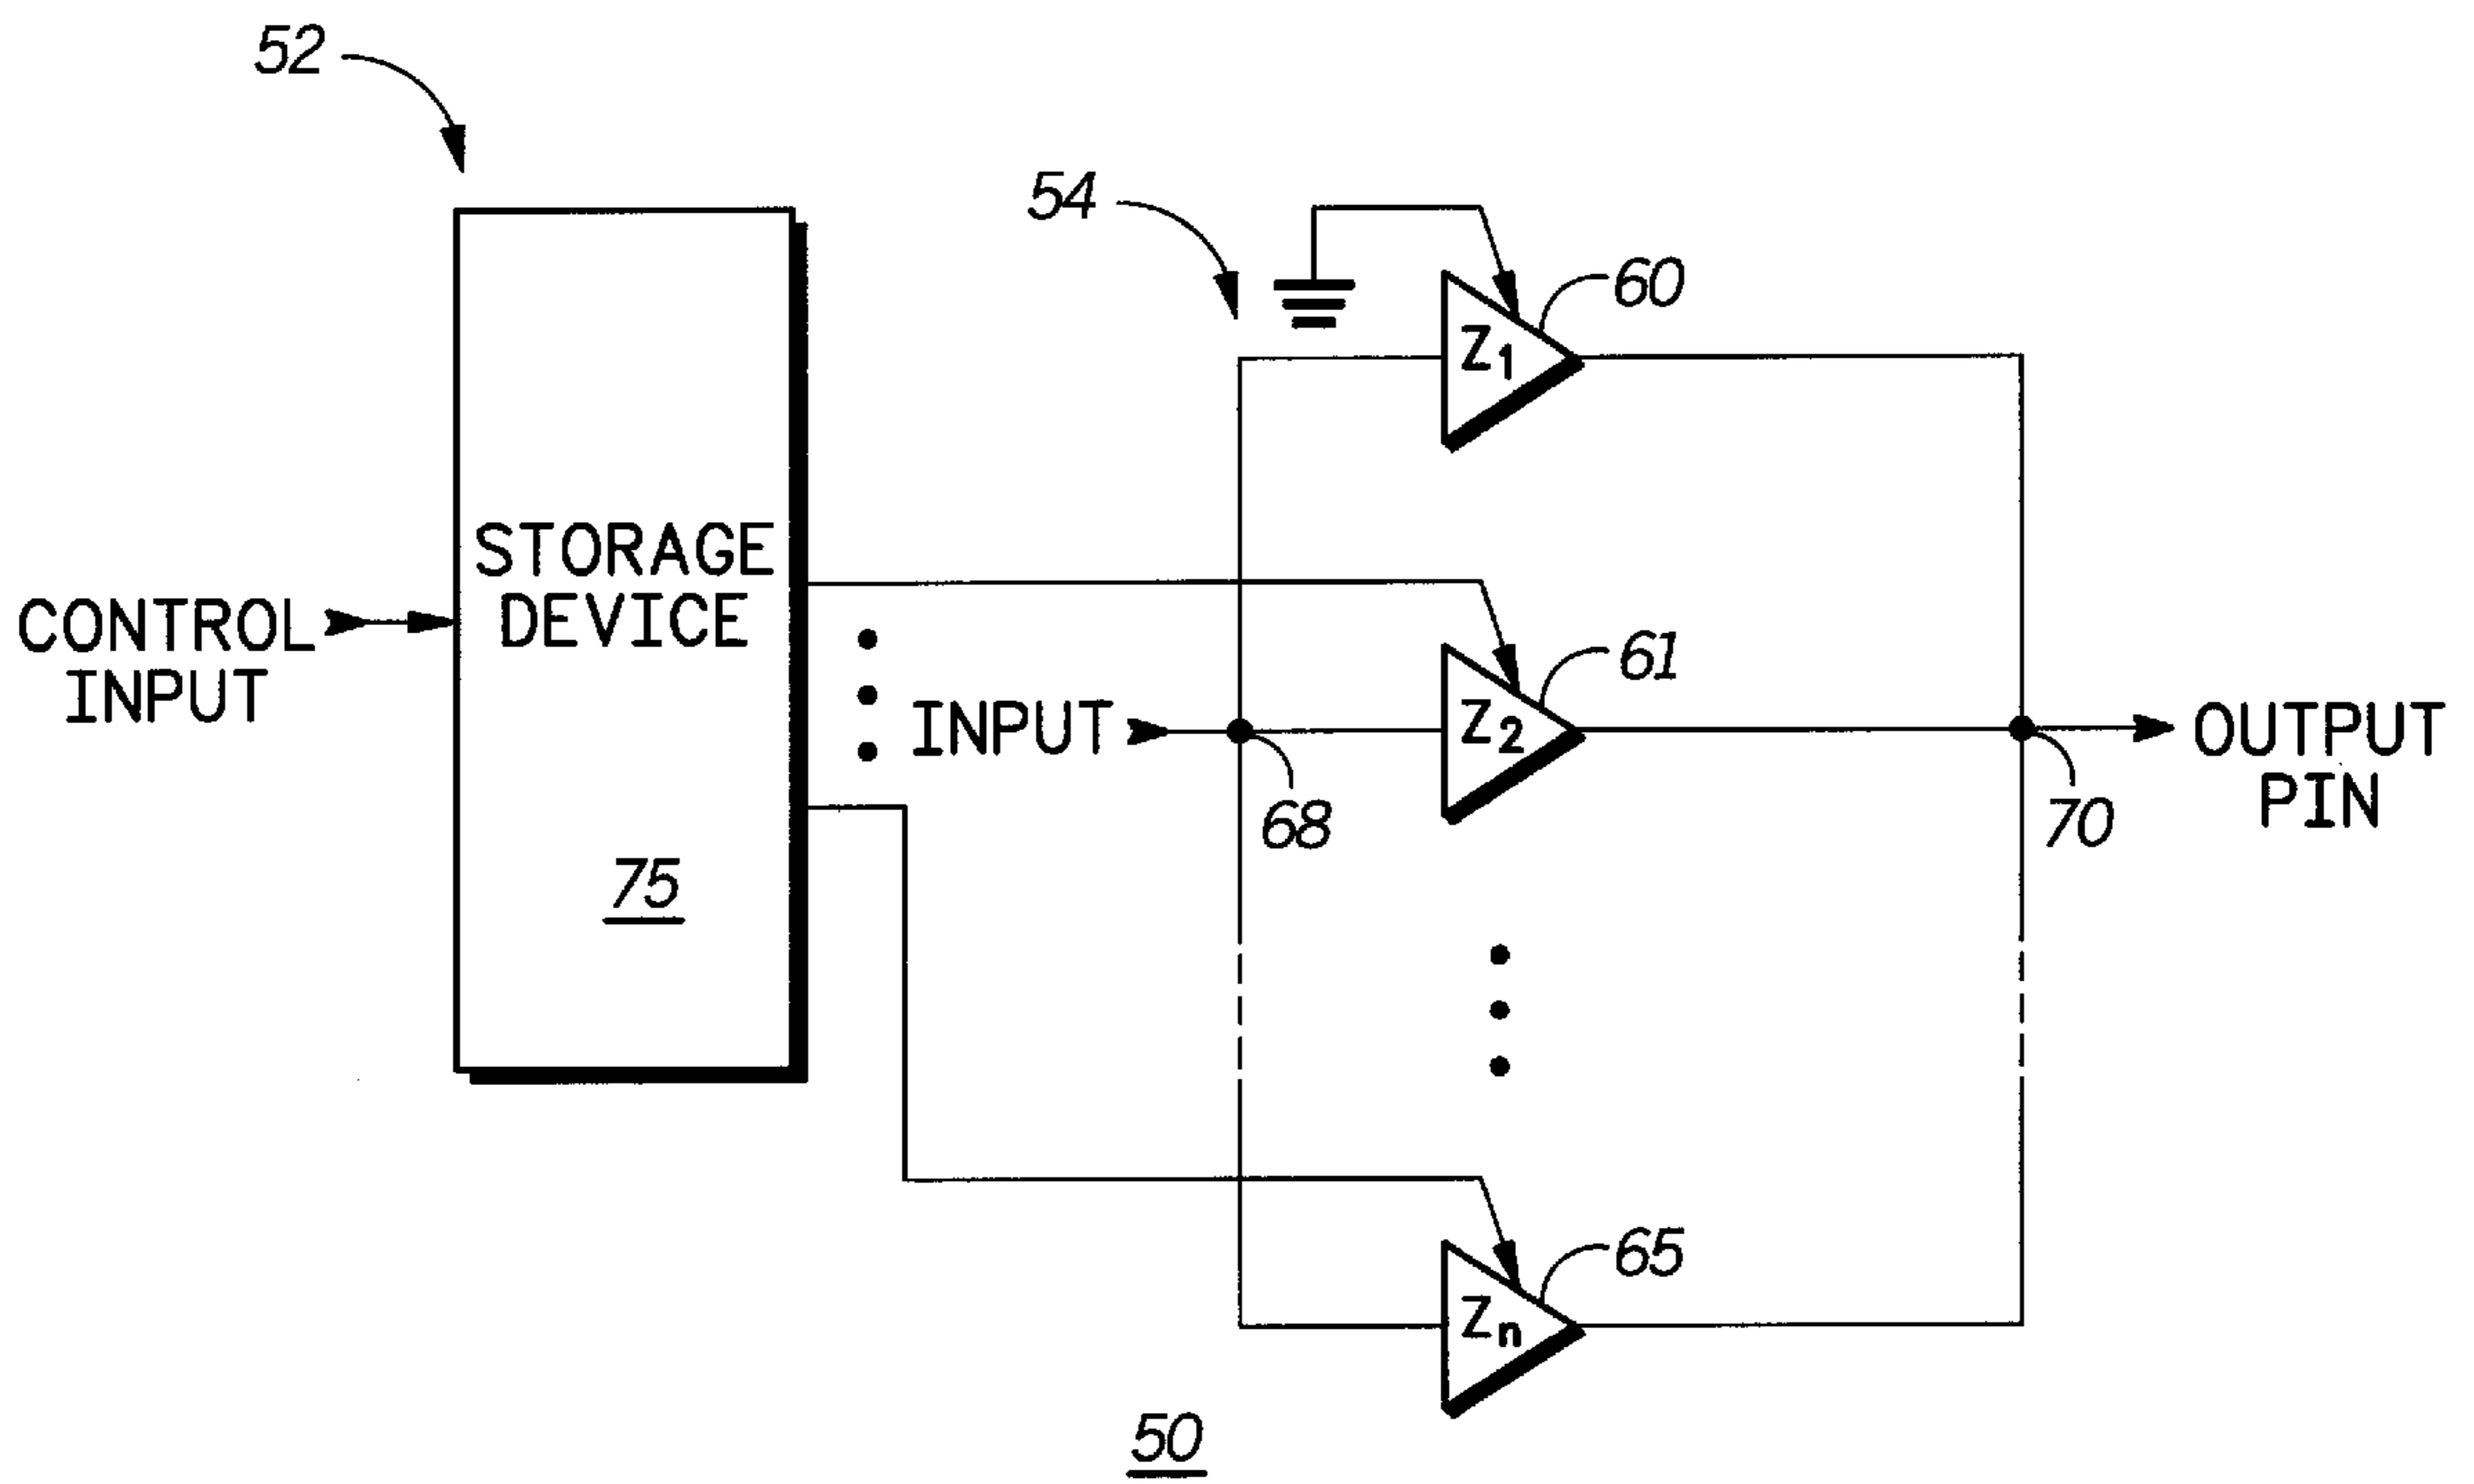 52
54
60
Z1
STORAGE
DEVICE
CONTROL
INPUT
61
INPUT
Z2
OUTPUT
PIN
68
70
75
65
Zn
50